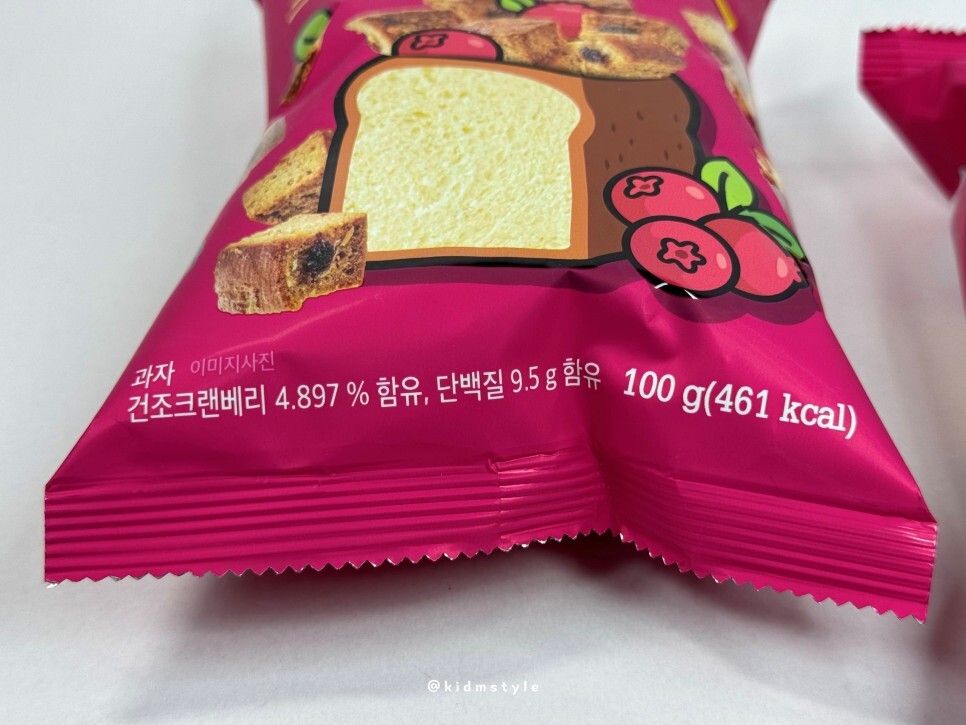 과자 이미지사진
건조크랜베리 4.897 % 함유, 단백질 9.5 g 함유 100 g(461 kcal)
@kidmstyle